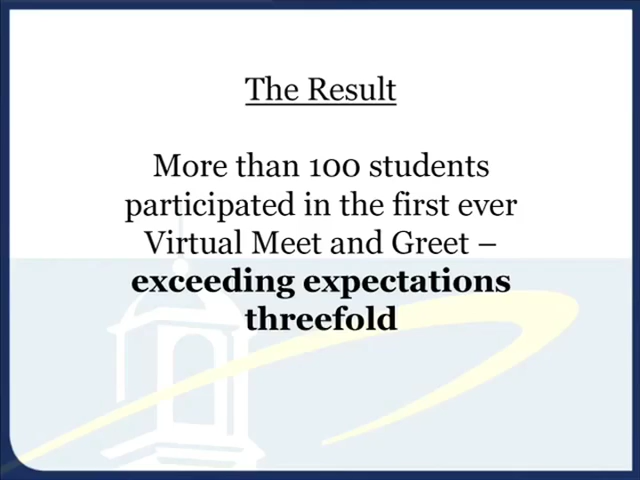 The Result
More than 100 students
participated in the first ever
Virtual Meet and Greet –
exceeding expectations
threefold